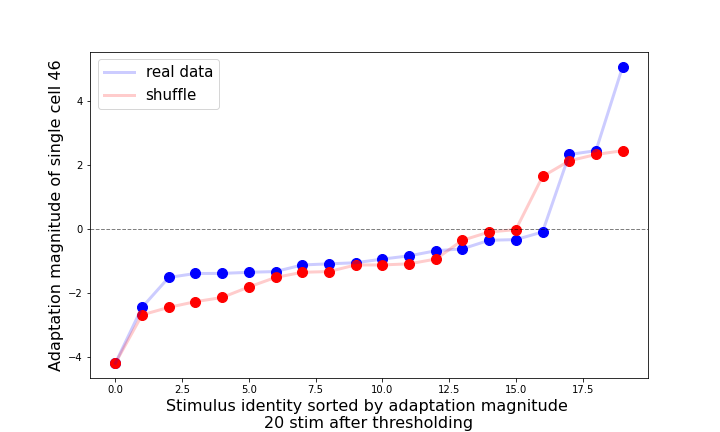 real data
shuffle
Adaptation magnitude of single cell 46
4
2
0
−2
−4
0.0 2.5 5.0 7.5 10.0 12.5 15.0 17.5
Stimulus identity sorted by adaptation magnitude
20 stim after thresholding